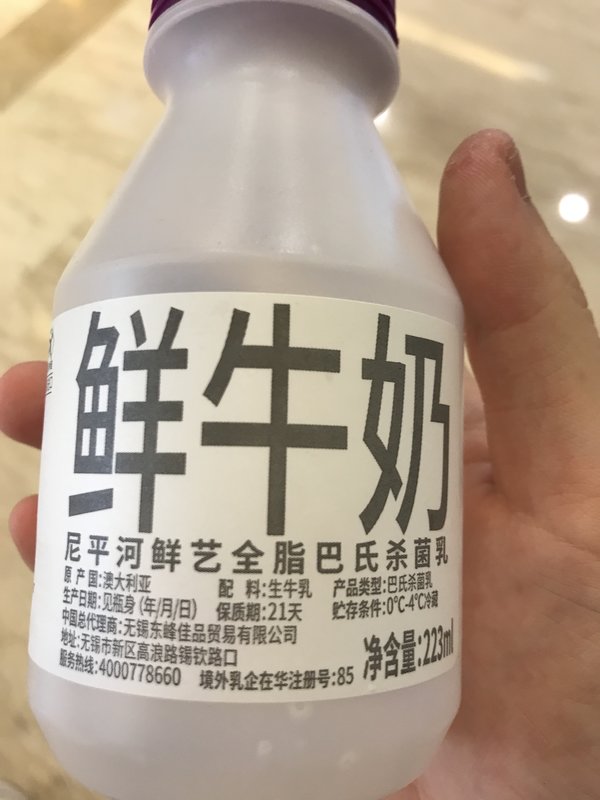 鲜牛奶
尼平河鲜艺全脂巴氏杀菌乳
原产国:澳大利亚 配料:生牛乳 产品类型:巴氏杀菌乳
生产日期:见瓶身(年/月/日) 保质期:21天 贮存条件:0℃-4℃冷藏
中国总代理商:无锡东峰佳品贸易有限公司
地址:无锡市新区高浪路锡钦路口
服务热线:4000778660 境外乳企在华注册号:85 净含量:223ml